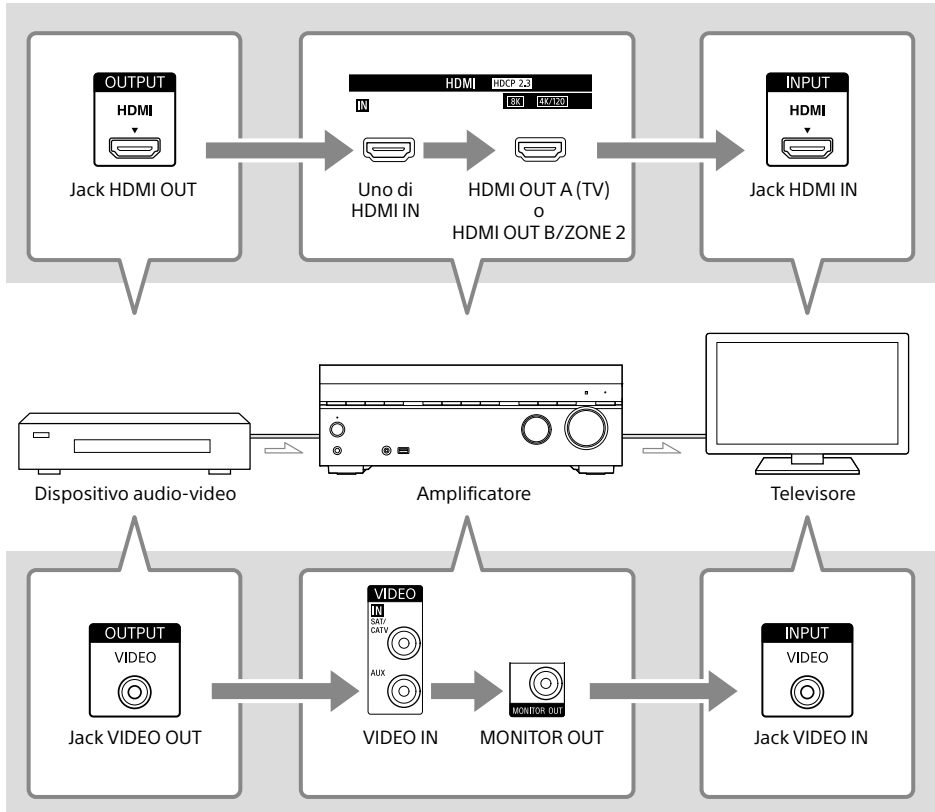 OUTPUT
HDMI
Jack HDMI OUT
HDMI HDCP 2.3
IN 8K 4K/120
Uno di
HDMI IN
HDMI OUT A (TV)
o
HDMI OUT B/ZONE 2
INPUT
HDMI
Jack HDMI IN
Dispositivo audio-video
Amplificatore
Televisore
OUTPUT
VIDEO
Jack VIDEO OUT
VIDEO
IN
SAT/
CATV
AUX
VIDEO IN
MONITOR OUT
MONITOR OUT
INPUT
VIDEO
Jack VIDEO IN